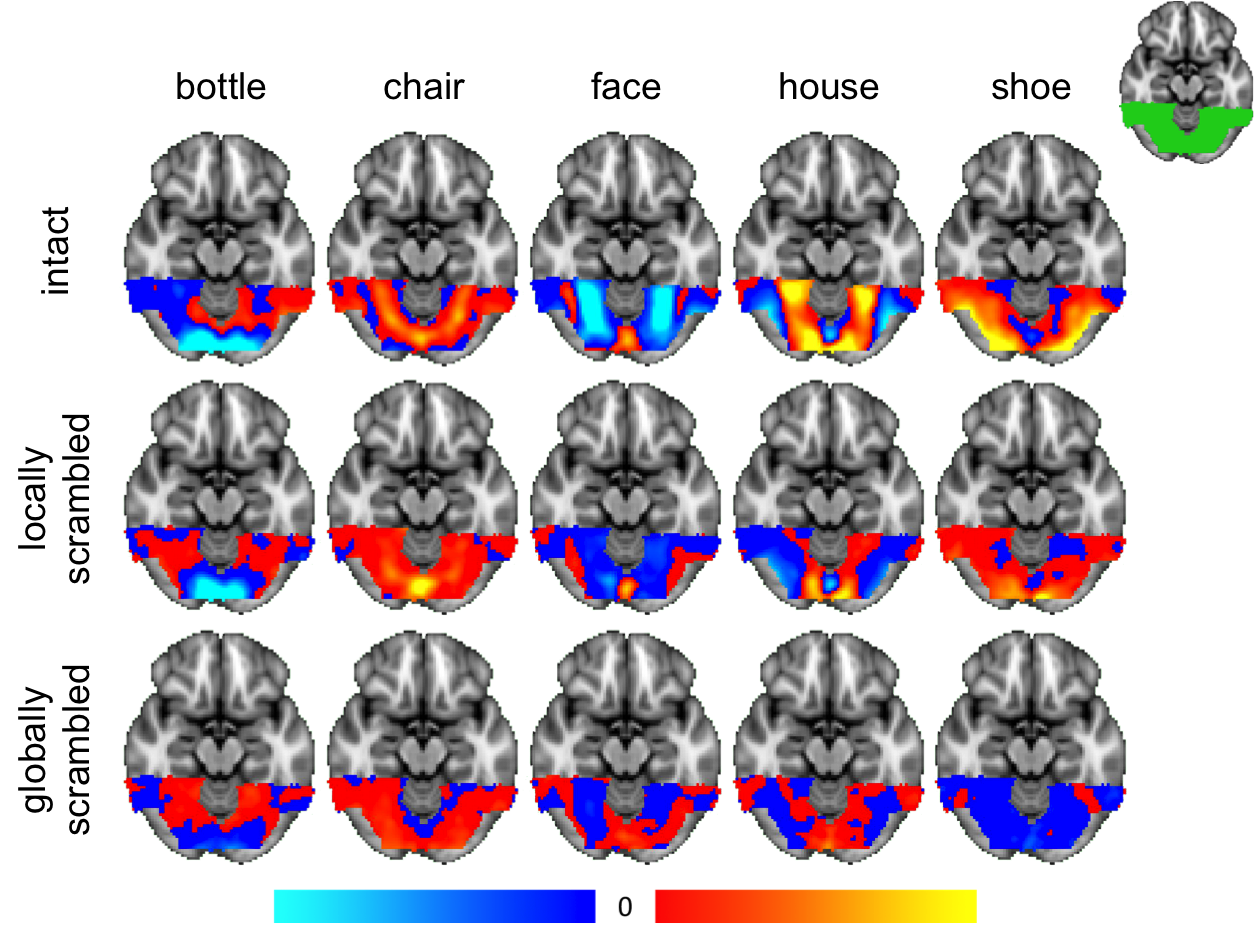 bottle chair face house shoe
intact
locally
scrambled
globally
scrambled
0